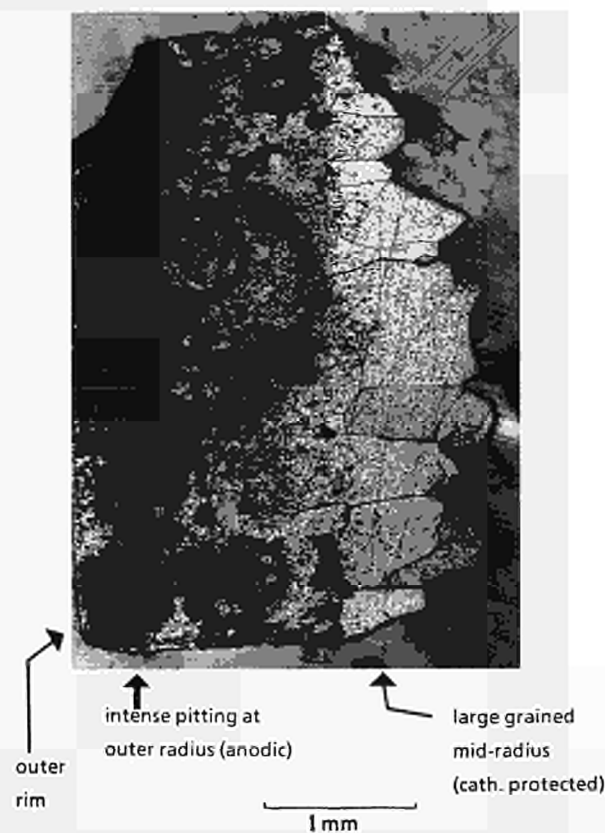 intense pitting at
outer radius (anodic)
large grained
mid-radius
(cath. protected)
outer
rim
1 mm